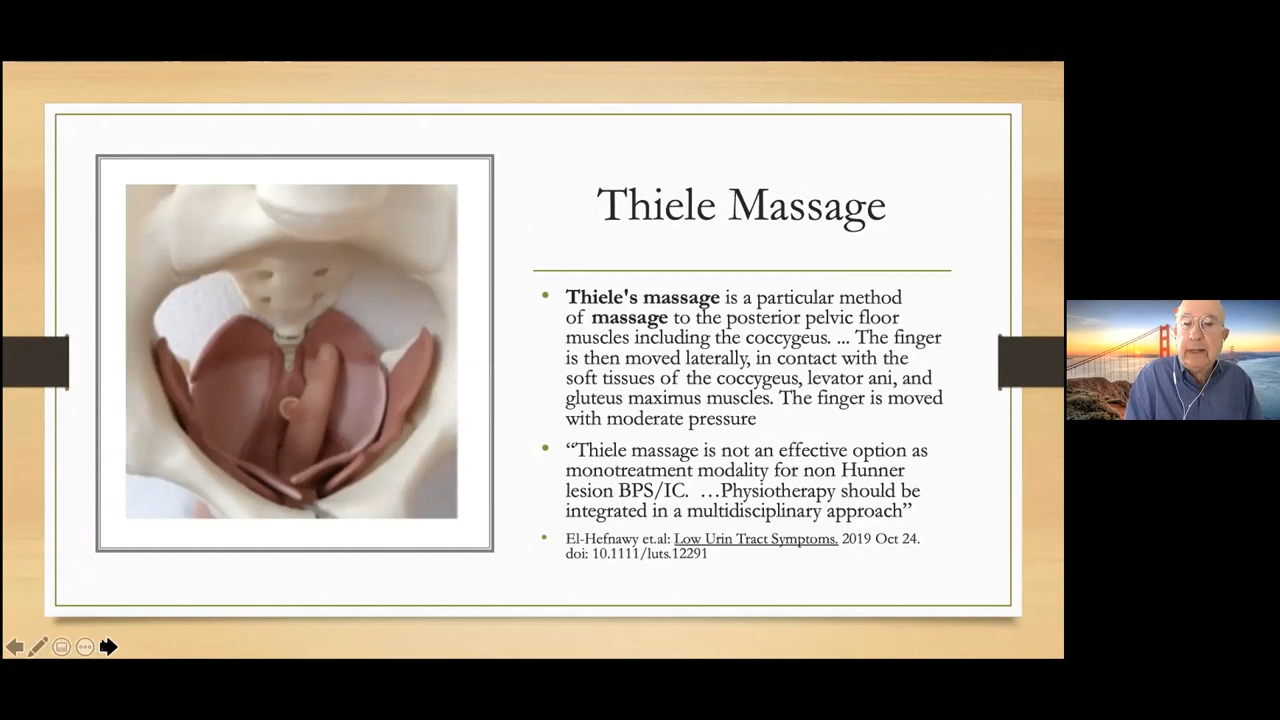 Thiele Massage
• Thiele's massage is a particular method
of massage to the posterior pelvic floor
muscles including the coccygeus. ... The finger
is then moved laterally, in contact with the
soft tissues of the coccygeus, levator ani, and
gluteus maximus muscles. The finger is moved
with moderate pressure
• “Thiele massage is not an effective option as
monotreatment modality for non Hunner
lesion BPS/IC. …Physiotherapy should be
integrated in a multidisciplinary approach”
• El-Hefnawy et.al: Low Urin Tract Symptoms. 2019 Oct 24.
doi: 10.1111/luts.12291